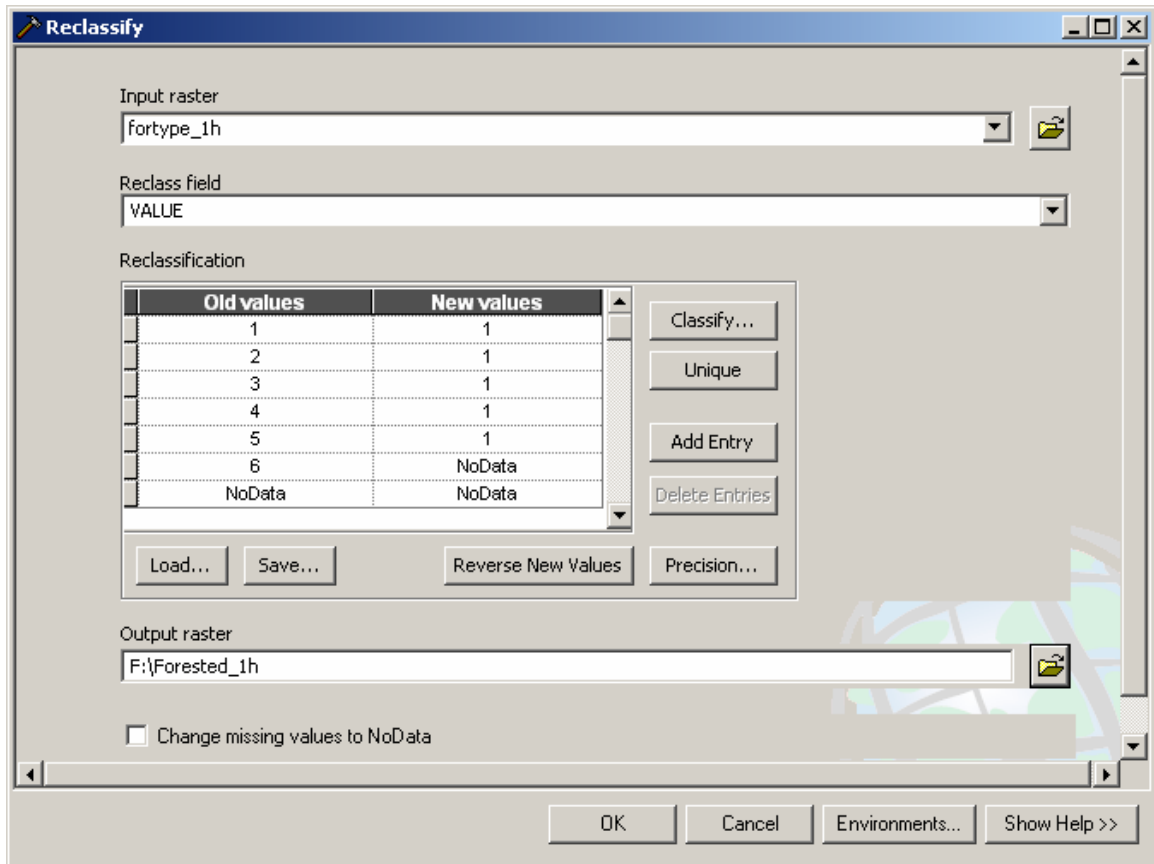 Reclassify
Input raster
fortype_1h
Reclass field
VALUE
Reclassification
Old values New values
1 1
2 1
3 1
4 1
5 1
6 NoData
NoData NoData
Classify...
Unique
Add Entry
Delete Entries
Load... Save... Reverse New Values Precision...
Output raster
F:\Forested_1h
Change missing values to NoData
OK Cancel Environments... Show Help >>